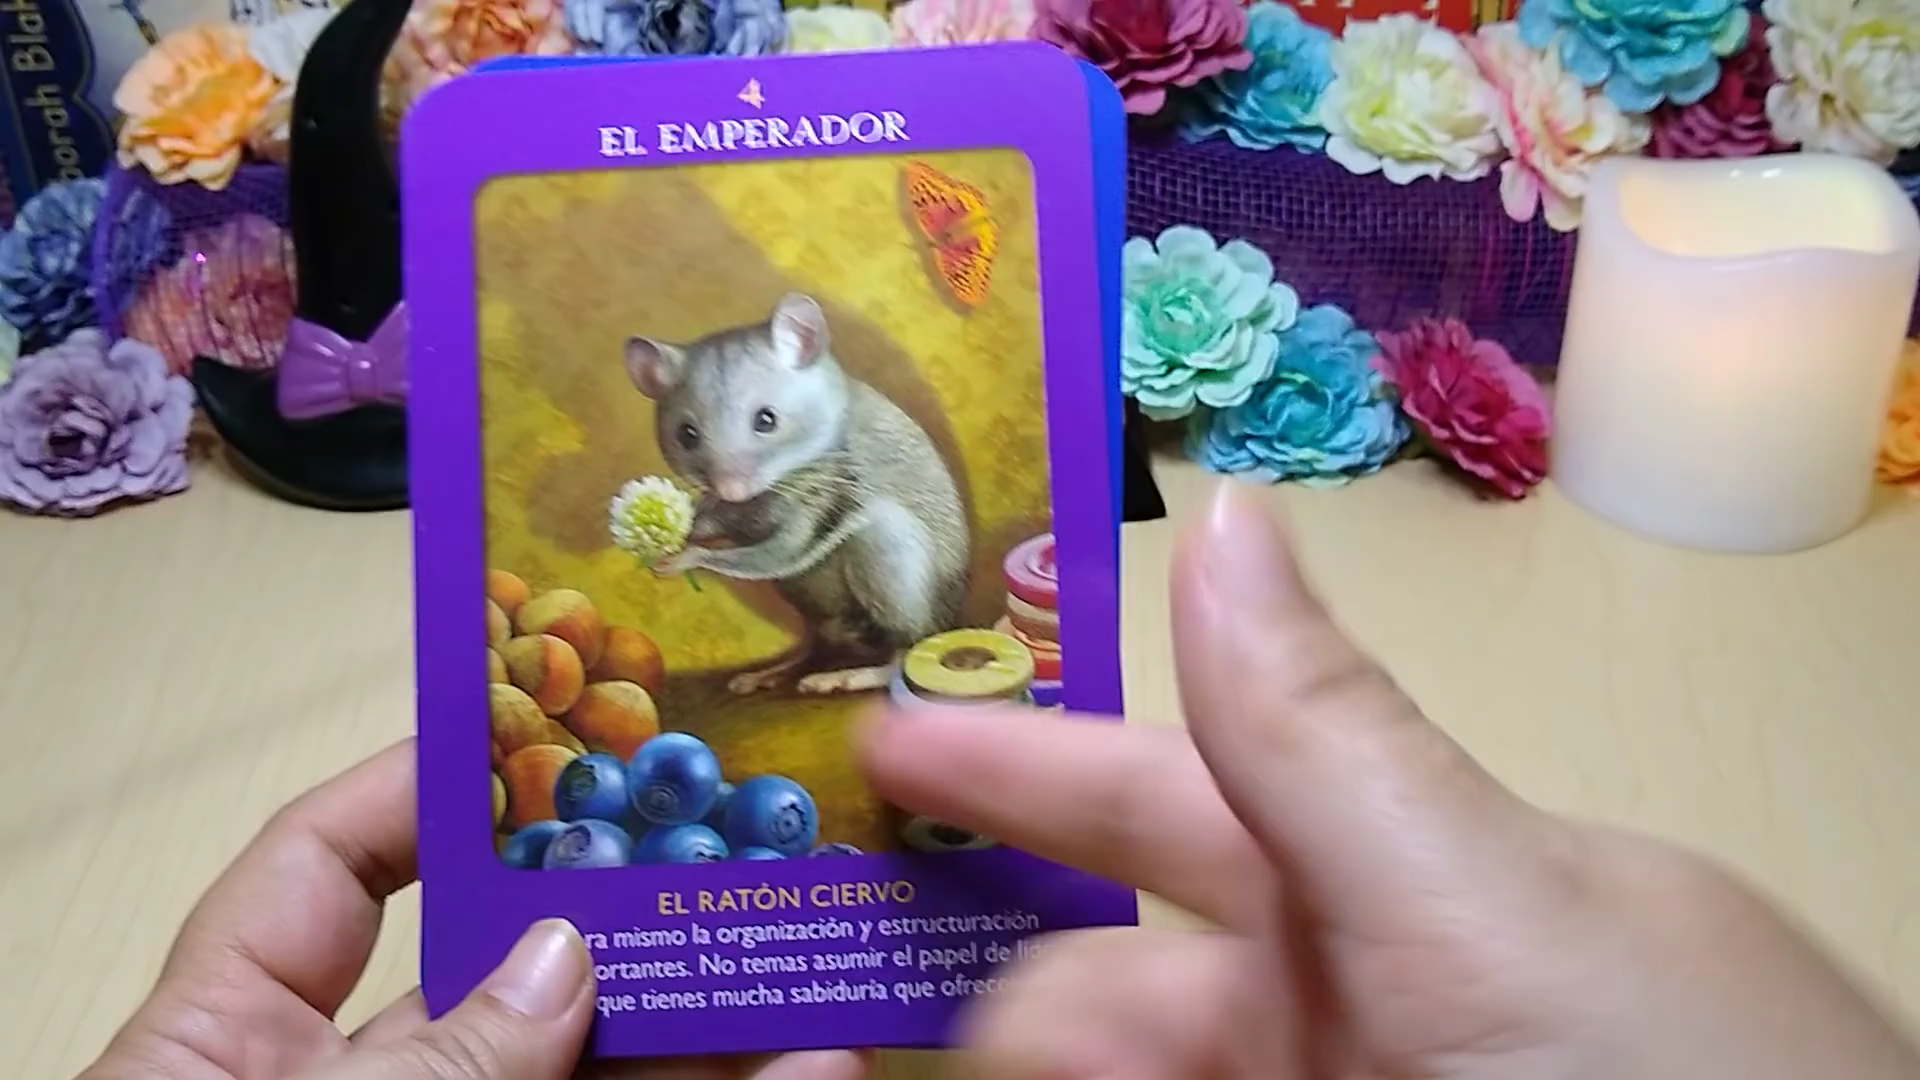 4
EL EMPERADOR
EL RATÓN CIERVO
mismo la organización y estructuración
No temas asumir el papel de
que tienes mucha sabiduría que